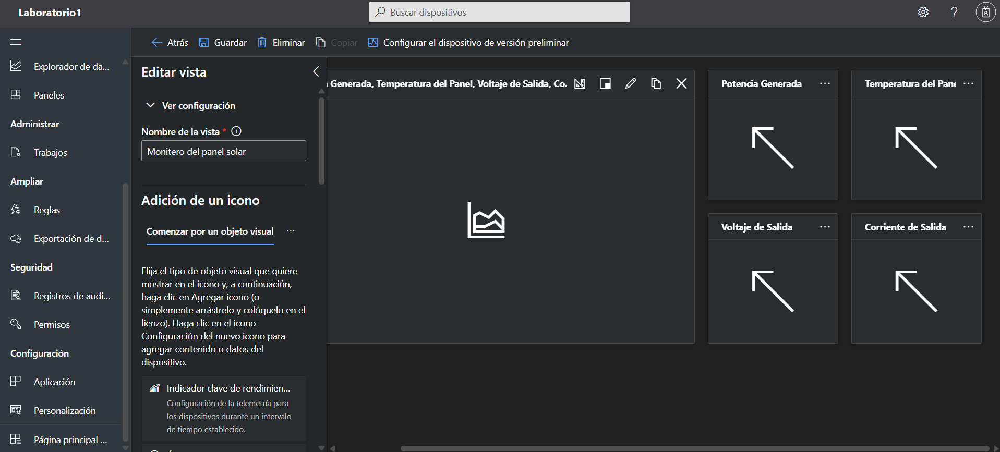 Laboratorio1
Buscar dispositivos
Atrás
Guardar
Eliminar
Copiar
Configurar el dispositivo de versión preliminar
Explorador de da...
Paneles
Administrar
Trabajos
Ampliar
Reglas
Exportación de d...
Seguridad
Registros de audi...
Permisos
Configuración
Aplicación
Personalización
Página principal ...
Editar vista
Ver configuración
Nombre de la vista *
Monitero del panel solar
Adición de un icono
Comenzar por un objeto visual ...
Elija el tipo de objeto visual que quiere
mostrar en el icono y, a continuación,
haga clic en Agregar icono (o
simplemente arrástrelo y colóquelo en el
lienzo). Haga clic en el icono
Configuración del nuevo icono para
agregar contenido o datos del
dispositivo.
Indicador clave de rendimien...
Configuración de la telemetría para
los dispositivos durante un intervalo
de tiempo establecido.
Generada, Temperatura del Panel, Voltaje de Salida, Co.
Potencia Generada ...
Temperatura del Pane ...
Voltaje de Salida ...
Corriente de Salida ...